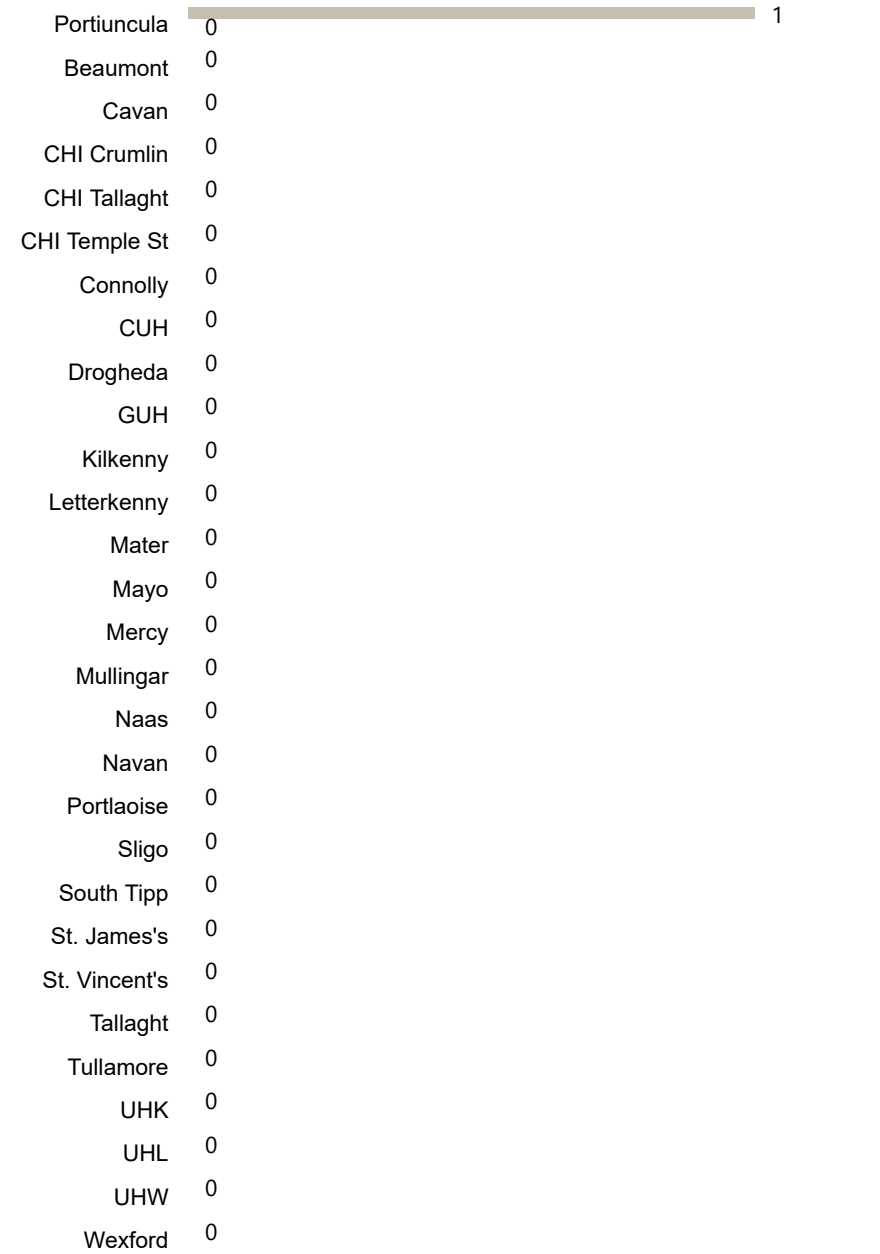 1
Portiuncula 0
Beaumont 0
Cavan 0
CHI Crumlin 0
CHI Tallaght 0
CHI Temple St 0
Connolly 0
CUH 0
Drogheda 0
GUH 0
Kilkenny 0
Letterkenny 0
Mater 0
Mayo 0
Mercy 0
Mullingar 0
Naas 0
Navan 0
Portlaoise 0
Sligo 0
South Tipp 0
St. James's 0
St. Vincent's 0
Tallaght 0
Tullamore 0
UHK 0
UHL 0
UHW 0
Wexford 0